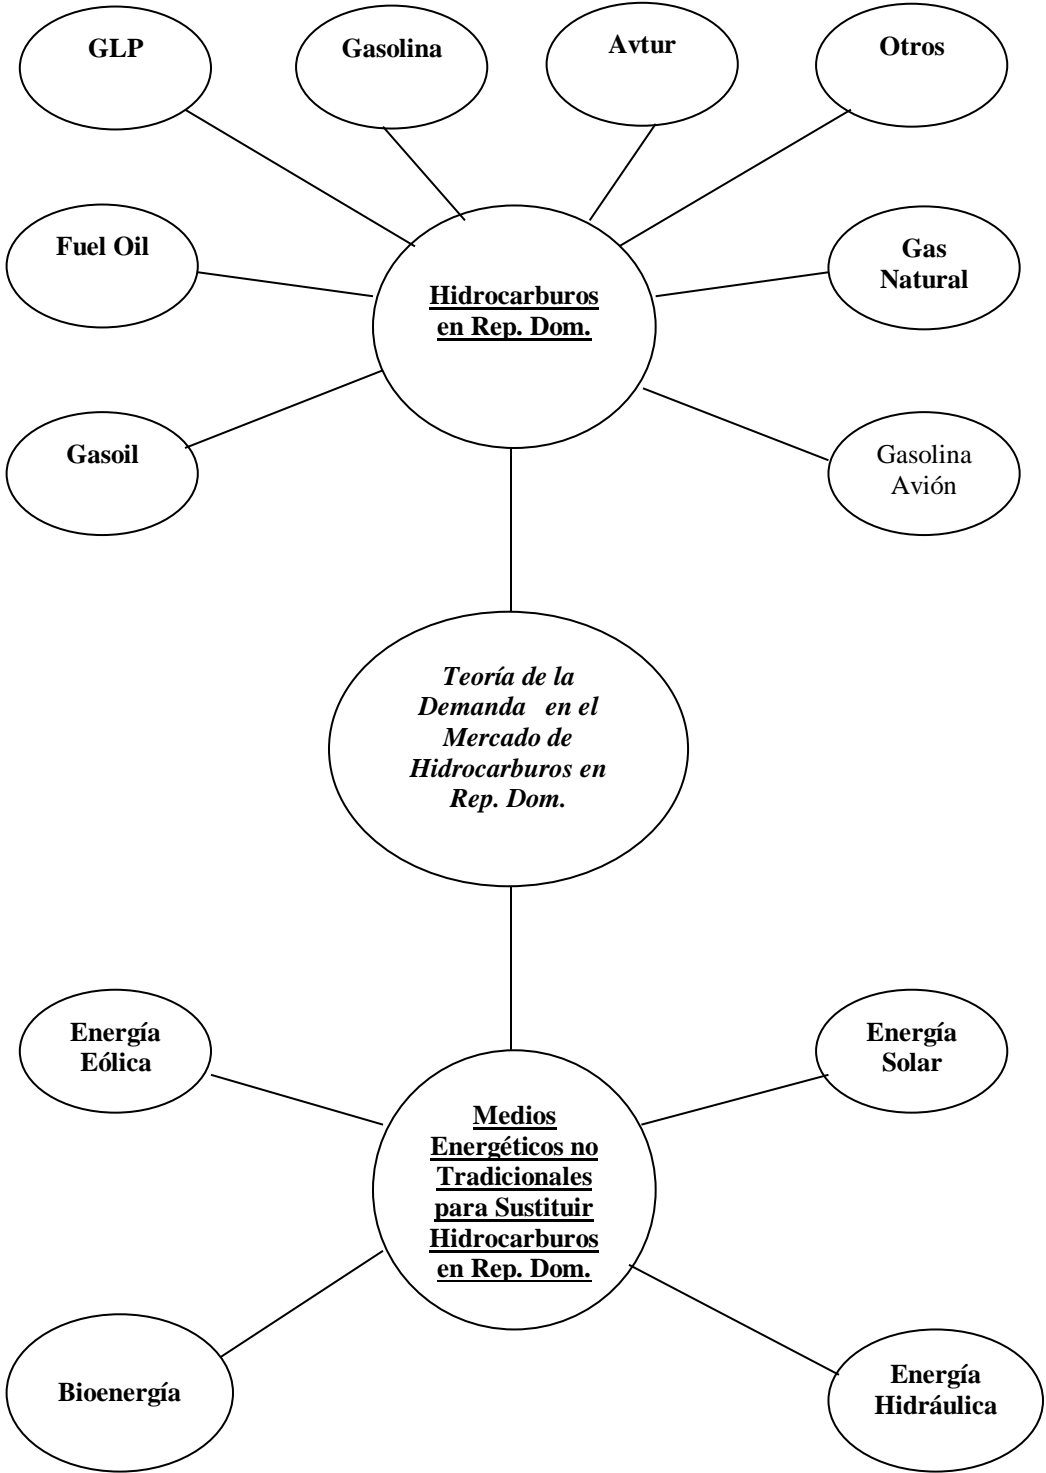 GLP
Gasolina
Avtur
Otros
Fuel Oil
Gas
Natural
Hidrocarburos
en Rep. Dom.
Gasoil
Gasolina
Avión
Teoría de la
Demanda   en el
Mercado de
Hidrocarburos en
Rep. Dom.
Energía
Eólica
Energía
Solar
Medios
Energéticos no
Tradicionales
para Sustituir
Hidrocarburos
en Rep. Dom.
Bioenergía
Energía
Hidráulica